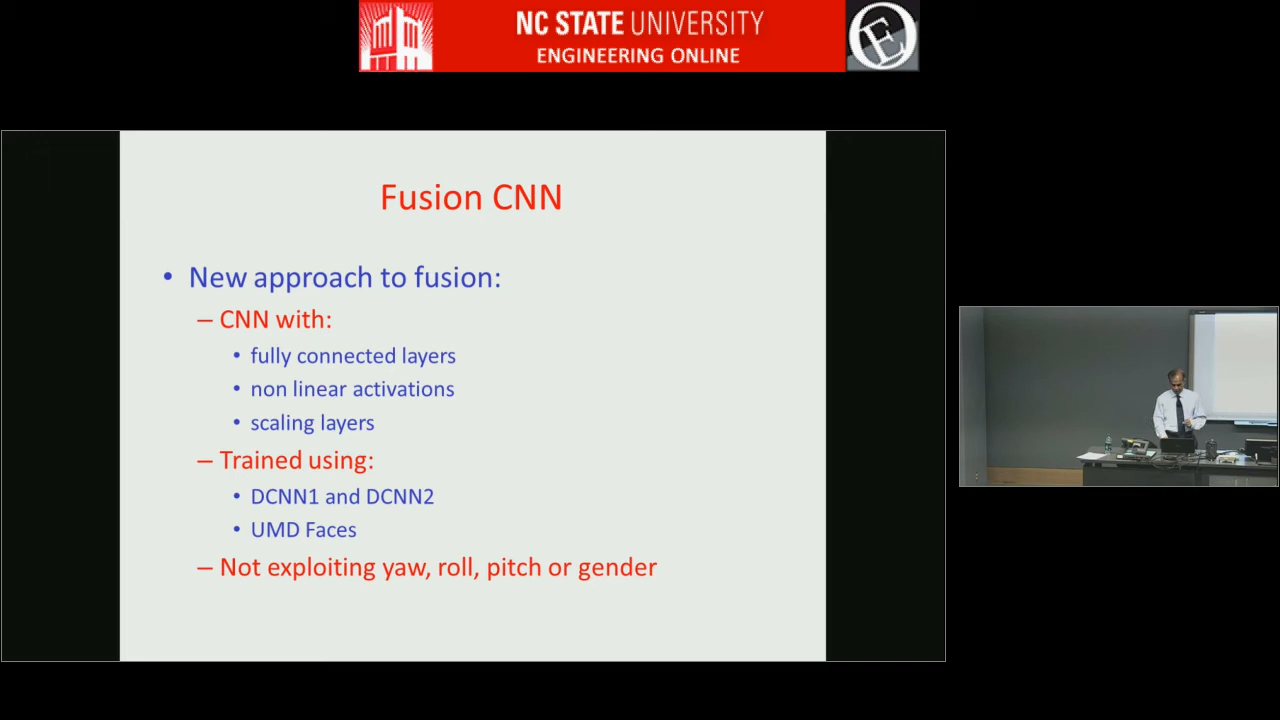 NC STATE UNIVERSITY
ENGINEERING ONLINE
Fusion CNN
• New approach to fusion:
– CNN with:
• fully connected layers
• non linear activations
• scaling layers
– Trained using:
• DCNN1 and DCNN2
• UMD Faces
– Not exploiting yaw, roll, pitch or gender